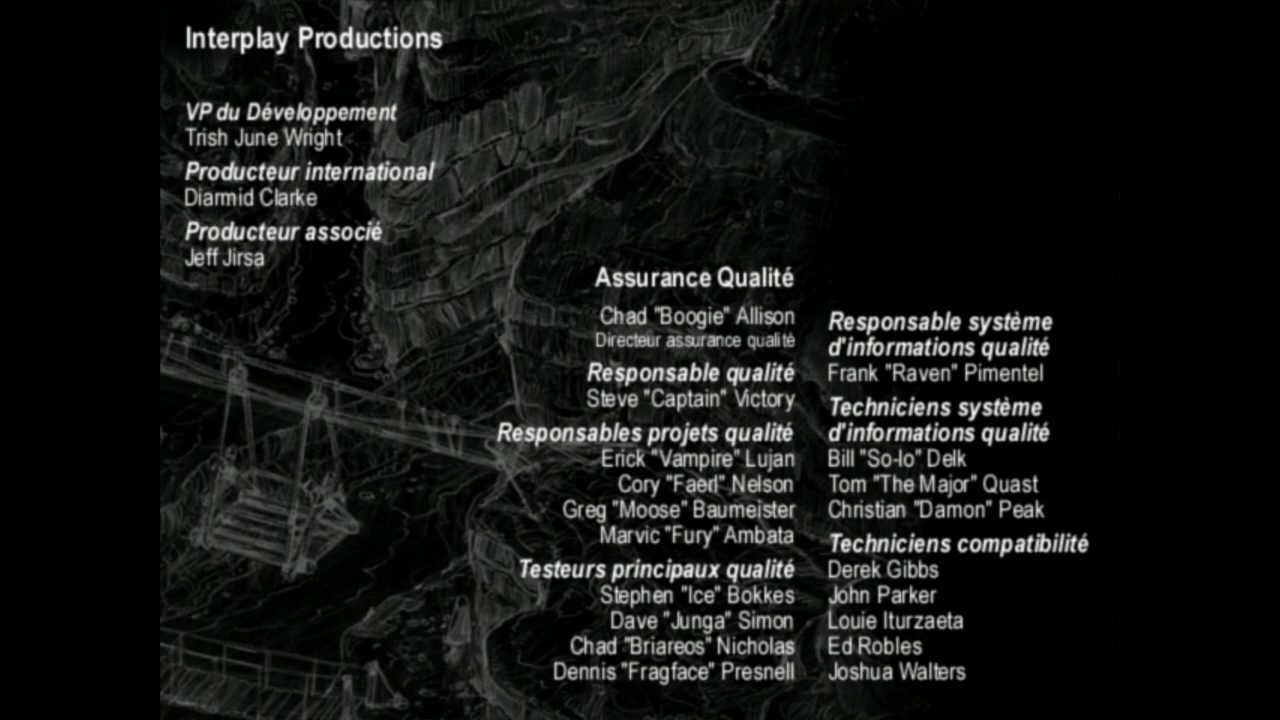 Interplay Productions
VP du Développement
Trish June Wright
Producteur international
Diarmid Clarke
Producteur associé
Jeff Jirsa
Assurance Qualité
Chad "Boogie" Allison
Directeur assurance qualité
Responsable qualité
Steve "Captain" Victory
Responsables projets qualité
Erick "Vampire" Lujan
Cory "Faerl" Nelson
Greg "Moose" Baumeister
Marvic "Fury" Ambata
Testeurs principaux qualité
Stephen "Ice" Bokkes
Dave "Junga" Simon
Chad "Briareos" Nicholas
Dennis "Fragface" Presnell
Responsable système
d'informations qualité
Frank "Raven" Pimentel
Techniciens système
d'informations qualité
Bill "So-lo" Delk
Tom "The Major" Quast
Christian "Damon" Peak
Techniciens compatibilité
Derek Gibbs
John Parker
Louie Iturzaeta
Ed Robles
Joshua Walters